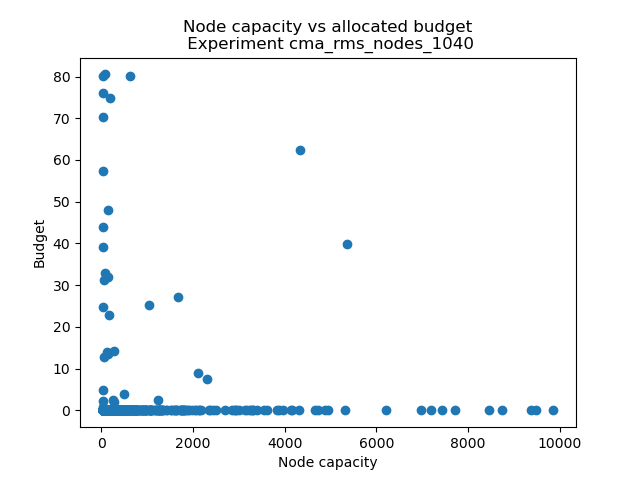 Node capacity vs allocated budget
Experiment cma_rms_nodes_1040
80
70
60
50
40
30
20
10
0
Budget
0 2000 4000 6000 8000 10000
Node capacity